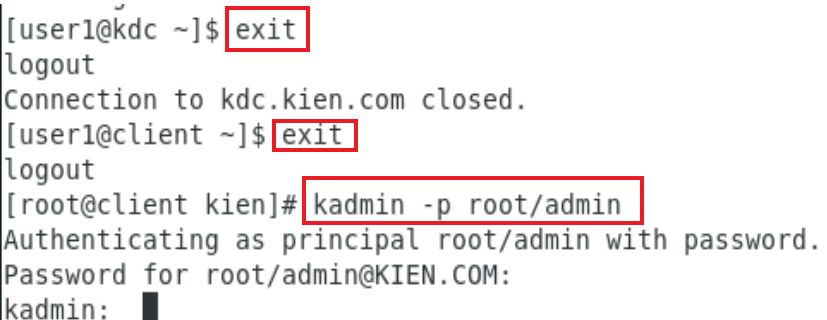 [user1@kdc ~]$ exit
logout
Connection to kdc.kien.com closed.
[user1@client ~]$ exit
logout
[root@client kien]# kadmin -p root/admin
Authenticating as principal root/admin with password.
Password for root/admin@KIEN.COM:
kadmin: